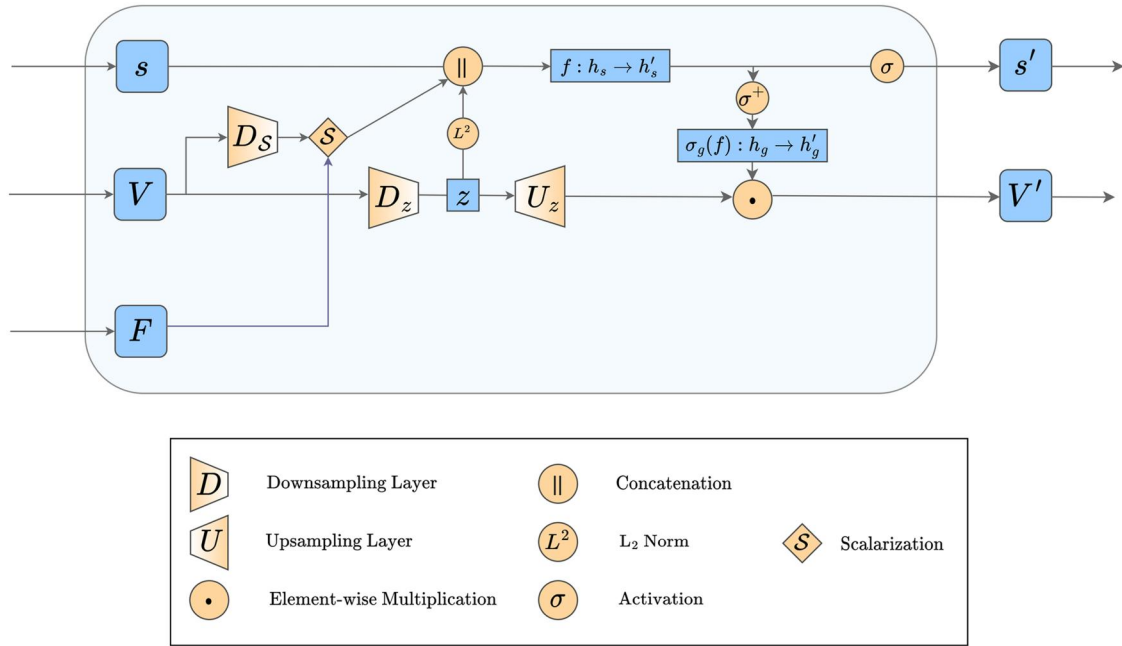 s
||
f : h_s → h'_s
σ
s'
σ^+
D_𝒮
𝒮
L^2
σ_g(f) : h_g → h'_g
V
D_z
z
U_z
•
V'
F
D Downsampling Layer
|| Concatenation
U Upsampling Layer
L^2 L_2 Norm
𝒮 Scalarization
• Element-wise Multiplication
σ Activation